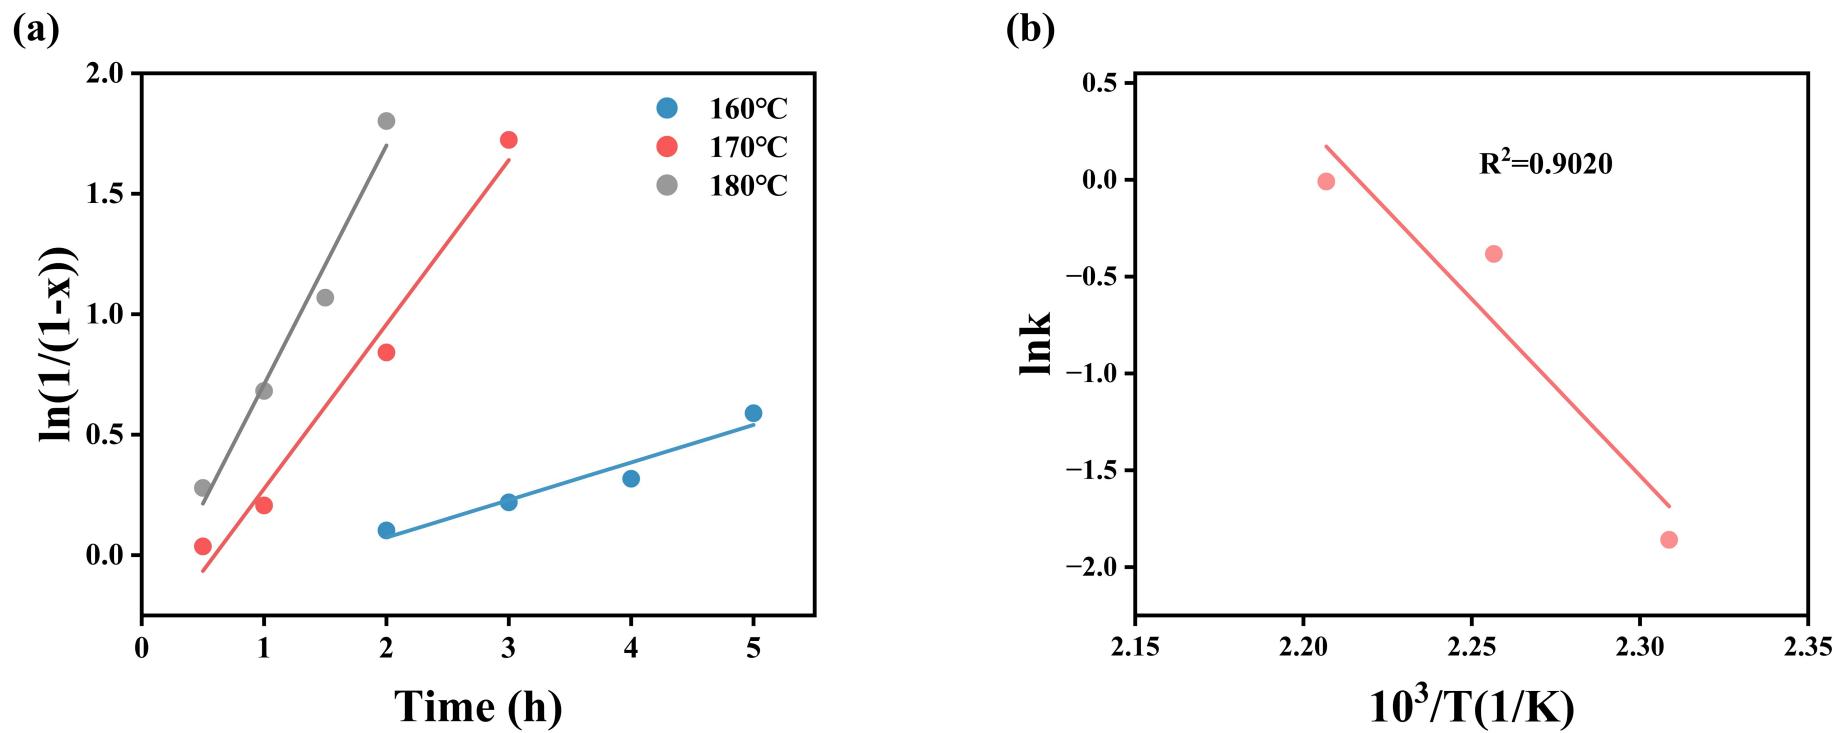 (a)
2.0
1.5
1.0
0.5
0.0
ln(1/(1-x))
160°C
170°C
180°C
0 1 2 3 4 5
Time (h)
(b)
0.5
0.0
−0.5
−1.0
−1.5
−2.0
lnk
R²=0.9020
2.15 2.20 2.25 2.30 2.35
10³/T(1/K)